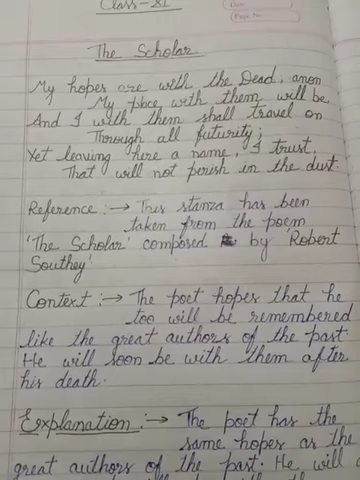 Class-XI
Date
Page No.
The Scholar
My hopes are with the Dead, anon
My place with them will be
And I with them shall travel on
Through all futurity;
Yet leaving here a name, I trust,
That will not perish in the dust.
Reference :→ This stanza has been
taken from the poem
'The Scholar' composed by Robert
Southey'
Context :→ The poet hopes that he
too will be remembered
like the great authors of the past.
He will soon be with them after
his death.
Explanation :→ The poet has the
same hopes as the
great authors of the past. He will